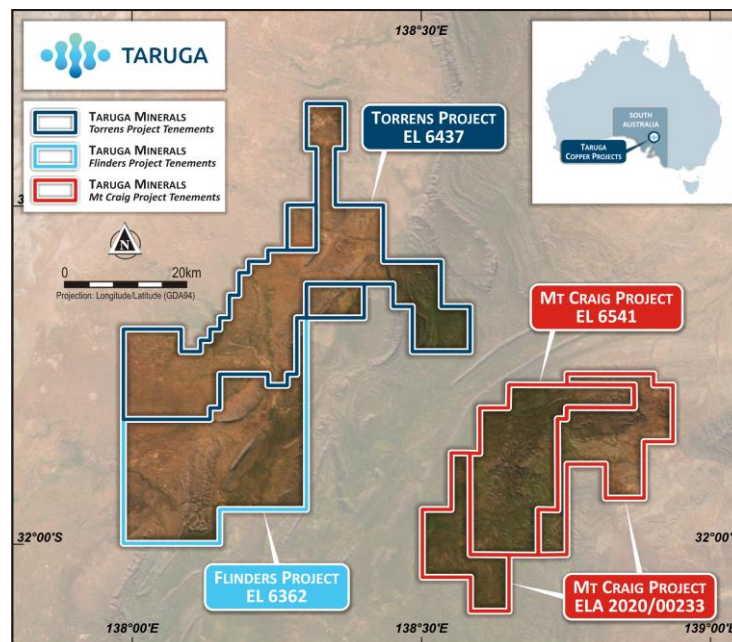 138°30'E
TARUGA
TARUGA MINERALS
Torrens Project Tenements
TARUGA MINERALS
Flinders Project Tenements
TARUGA MINERALS
Mt Craig Project Tenements
TORRENS PROJECT
EL 6437
SOUTH
AUSTRALIA
TARUGA
COPPER PROJECTS
N
0 20km
Projection: Longitude/Latitude (GDA94)
MT CRAIG PROJECT
EL 6541
32°00'S
32°00'S
FLINDERS PROJECT
EL 6362
MT CRAIG PROJECT
ELA 2020/00233
138°00'E
138°30'E
139°00'E